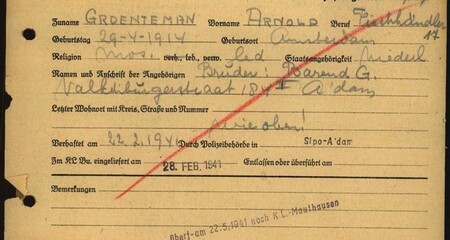 Zuname GROENTEMAN Vorname ARNOLD Beruf Fischhändler
17
Geburtstag 29-4-1914 Geburtsort Amsterdam
Religion mos. verh., led., verw. led Staatsangehörigkeit Niederl
Namen und Anschrift der Angehörigen Bruder: Barend G.
Valkenburgerstraat 184 II A'dam
Letzter Wohnort mit Kreis, Straße und Nummer
wie oben!
Verhaftet am 22.2.1941 Durch Polizeibehörde in Sipo-A'dam
Im KL Bu. eingeliefert am 28. FEB. 1941 Entlassen oder überführt am
Bemerkungen
überf. am 22.5.1941 nach K.L.-Mauthausen